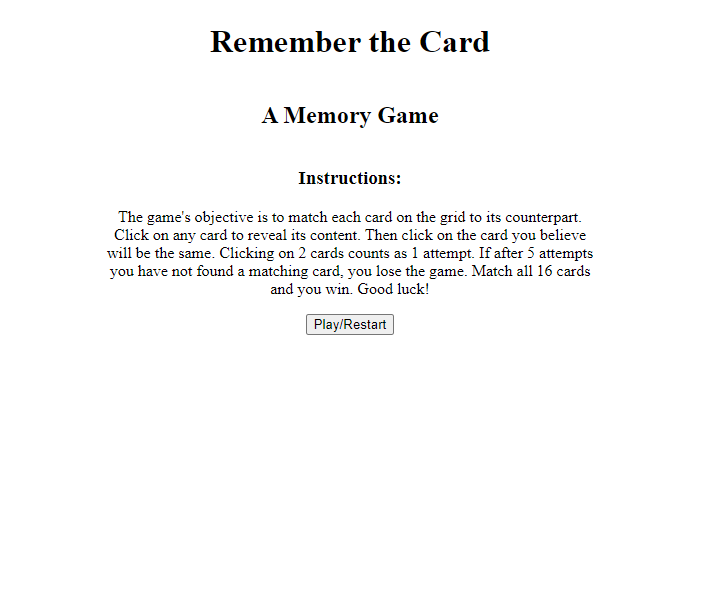 Remember the Card
A Memory Game
Instructions:
The game's objective is to match each card on the grid to its counterpart.
Click on any card to reveal its content. Then click on the card you believe
will be the same. Clicking on 2 cards counts as 1 attempt. If after 5 attempts
you have not found a matching card, you lose the game. Match all 16 cards
and you win. Good luck!
Play/Restart